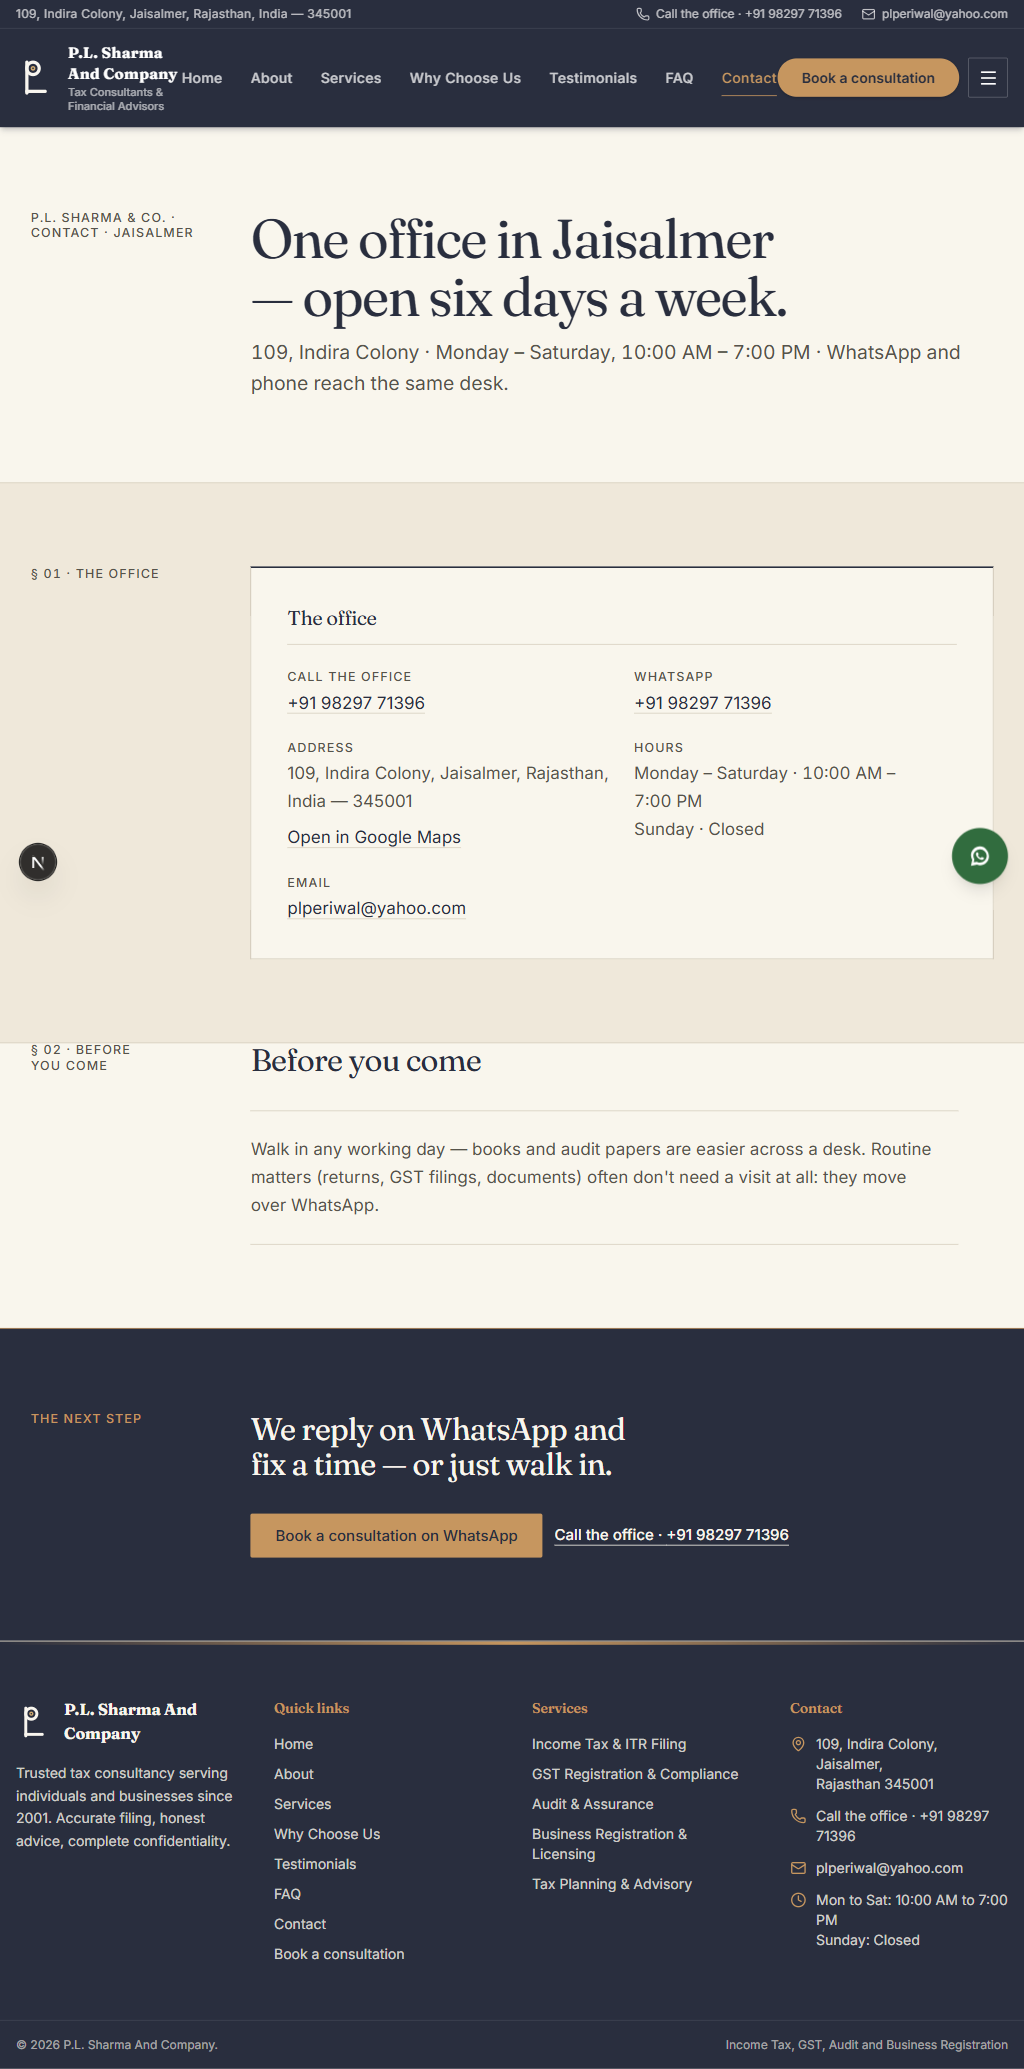 109, Indira Colony, Jaisalmer, Rajasthan, India — 345001
Call the office · +91 98297 71396
plperiwal@yahoo.com
P.L. Sharma
And Company
Tax Consultants &
Financial Advisors
Home
About
Services
Why Choose Us
Testimonials
FAQ
Contact
Book a consultation
P.L. SHARMA & CO. ·
CONTACT · JAISALMER
One office in Jaisalmer
— open six days a week.
109, Indira Colony · Monday – Saturday, 10:00 AM – 7:00 PM · WhatsApp and
phone reach the same desk.
§ 01 · THE OFFICE
The office
CALL THE OFFICE
+91 98297 71396
WHATSAPP
+91 98297 71396
ADDRESS
109, Indira Colony, Jaisalmer, Rajasthan,
India — 345001
Open in Google Maps
HOURS
Monday – Saturday · 10:00 AM –
7:00 PM
Sunday · Closed
EMAIL
plperiwal@yahoo.com
N
§ 02 · BEFORE
YOU COME
Before you come
Walk in any working day — books and audit papers are easier across a desk. Routine
matters (returns, GST filings, documents) often don't need a visit at all: they move
over WhatsApp.
THE NEXT STEP
We reply on WhatsApp and
fix a time — or just walk in.
Book a consultation on WhatsApp
Call the office · +91 98297 71396
P.L. Sharma And
Company
Trusted tax consultancy serving
individuals and businesses since
2001. Accurate filing, honest
advice, complete confidentiality.
Quick links
Home
About
Services
Why Choose Us
Testimonials
FAQ
Contact
Book a consultation
Services
Income Tax & ITR Filing
GST Registration & Compliance
Audit & Assurance
Business Registration &
Licensing
Tax Planning & Advisory
Contact
109, Indira Colony,
Jaisalmer,
Rajasthan 345001
Call the office · +91 98297
71396
plperiwal@yahoo.com
Mon to Sat: 10:00 AM to 7:00
PM
Sunday: Closed
© 2026 P.L. Sharma And Company.
Income Tax, GST, Audit and Business Registration